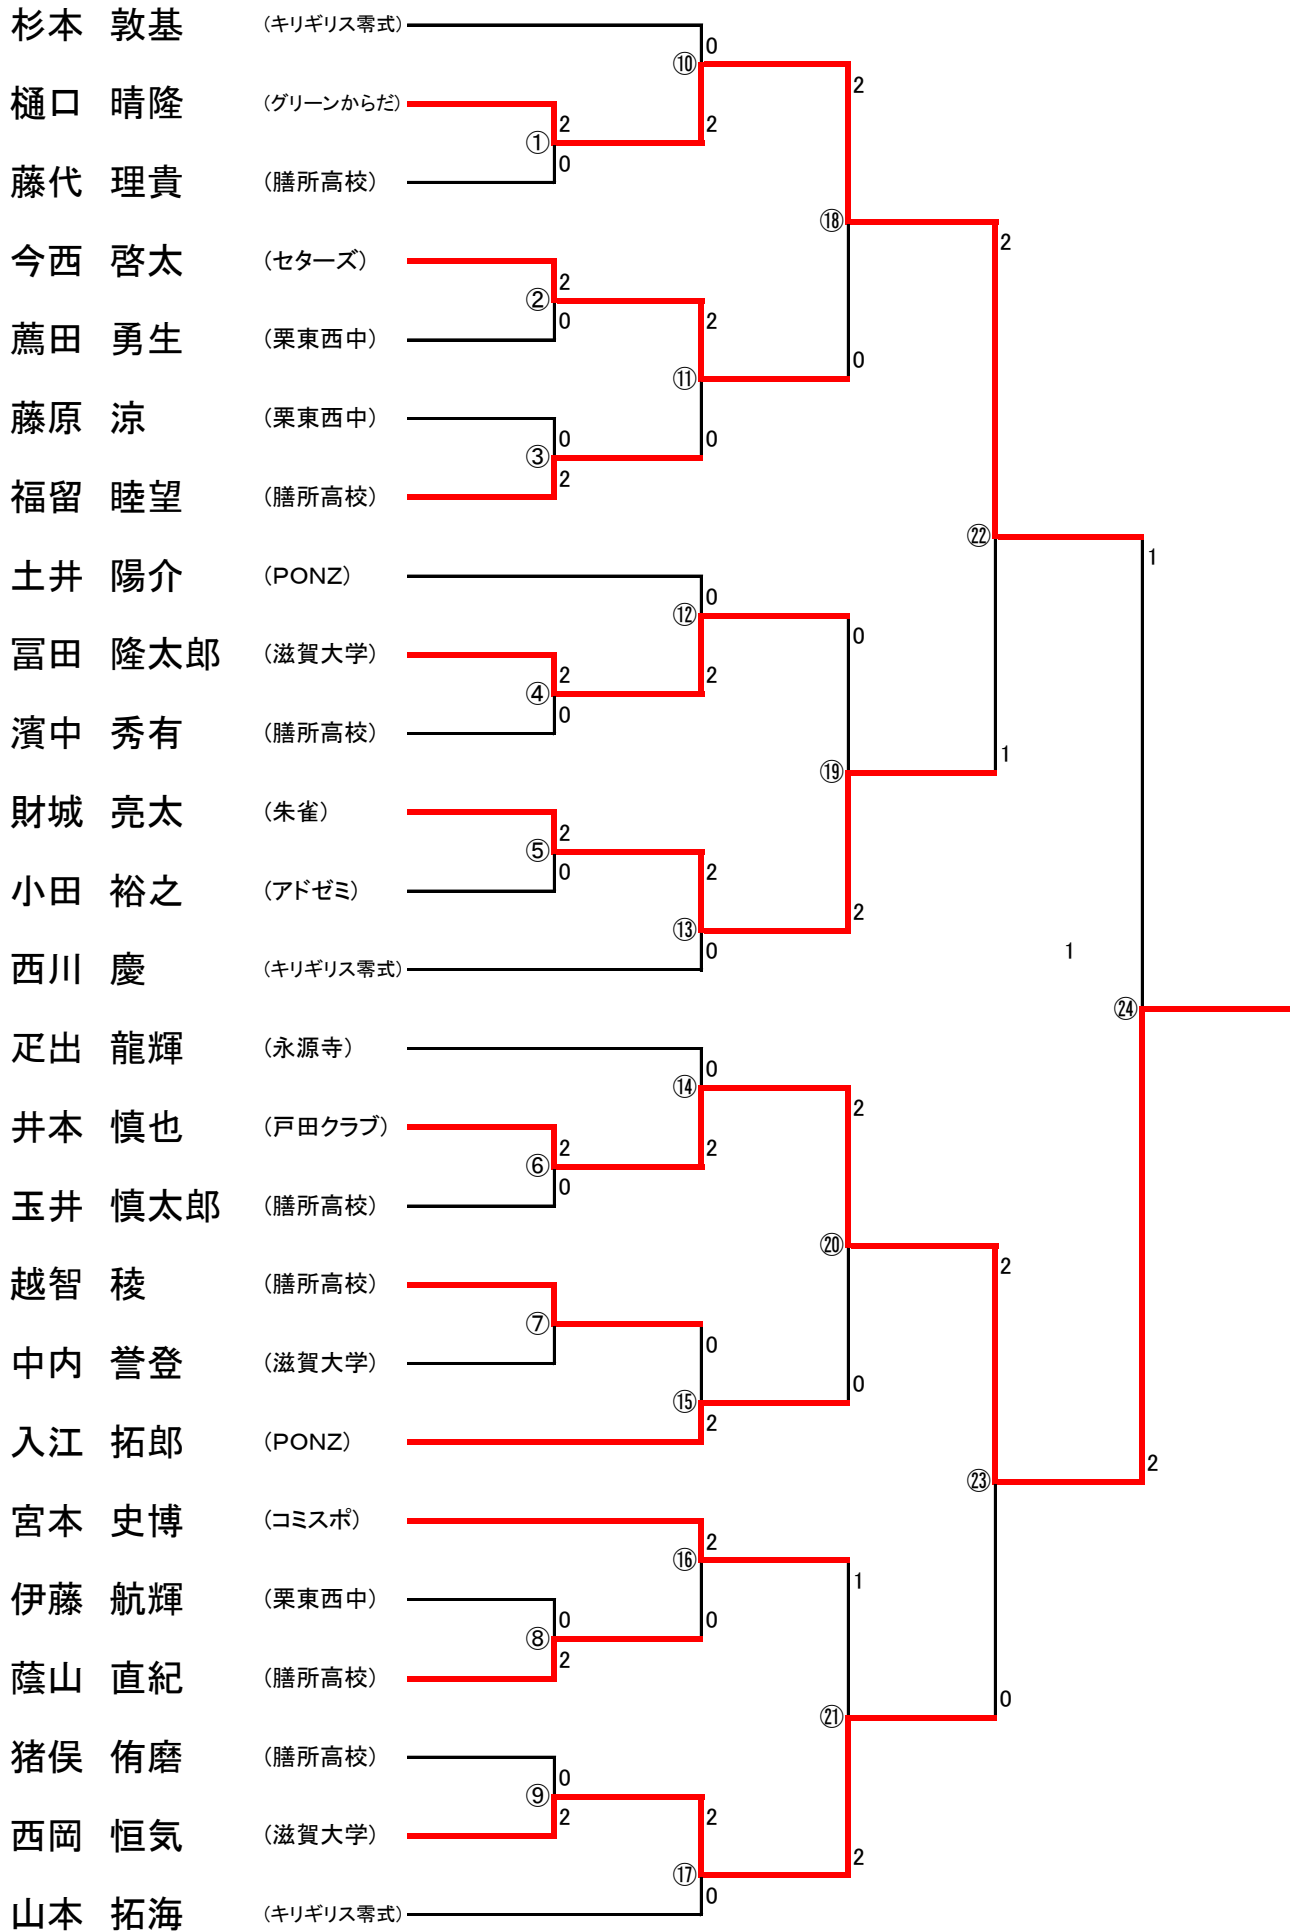 杉本 敦基 (キリギリス零式)
0
⑩
2
樋口 晴隆 (グリーンからだ)
2
2
①
0
藤代 理貴 (膳所高校)
⑱
2
今西 啓太 (セターズ)
2
②
0
2
薦田 勇生 (栗東西中)
0
⑪
藤原 涼 (栗東西中)
0
0
③
2
福留 睦望 (膳所高校)
㉒
1
土井 陽介 (PONZ)
0
⑫
0
冨田 隆太郎 (滋賀大学)
2
2
④
0
濱中 秀有 (膳所高校)
1
⑲
財城 亮太 (朱雀)
2
⑤
0
2
小田 裕之 (アドゼミ)
2
⑬
0
1
西川 慶 (キリギリス零式)
㉔
疋出 龍輝 (永源寺)
0
⑭
2
井本 慎也 (戸田クラブ)
2
2
⑥
0
玉井 慎太郎 (膳所高校)
⑳
2
越智 稜 (膳所高校)
⑦
0
中内 誉登 (滋賀大学)
0
⑮
2
入江 拓郎 (PONZ)
2
㉓
宮本 史博 (コミスポ)
2
⑯
1
伊藤 航輝 (栗東西中)
0
0
⑧
2
蔭山 直紀 (膳所高校)
0
㉑
猪俣 侑磨 (膳所高校)
0
⑨
2
2
西岡 恒気 (滋賀大学)
2
⑰
0
山本 拓海 (キリギリス零式)